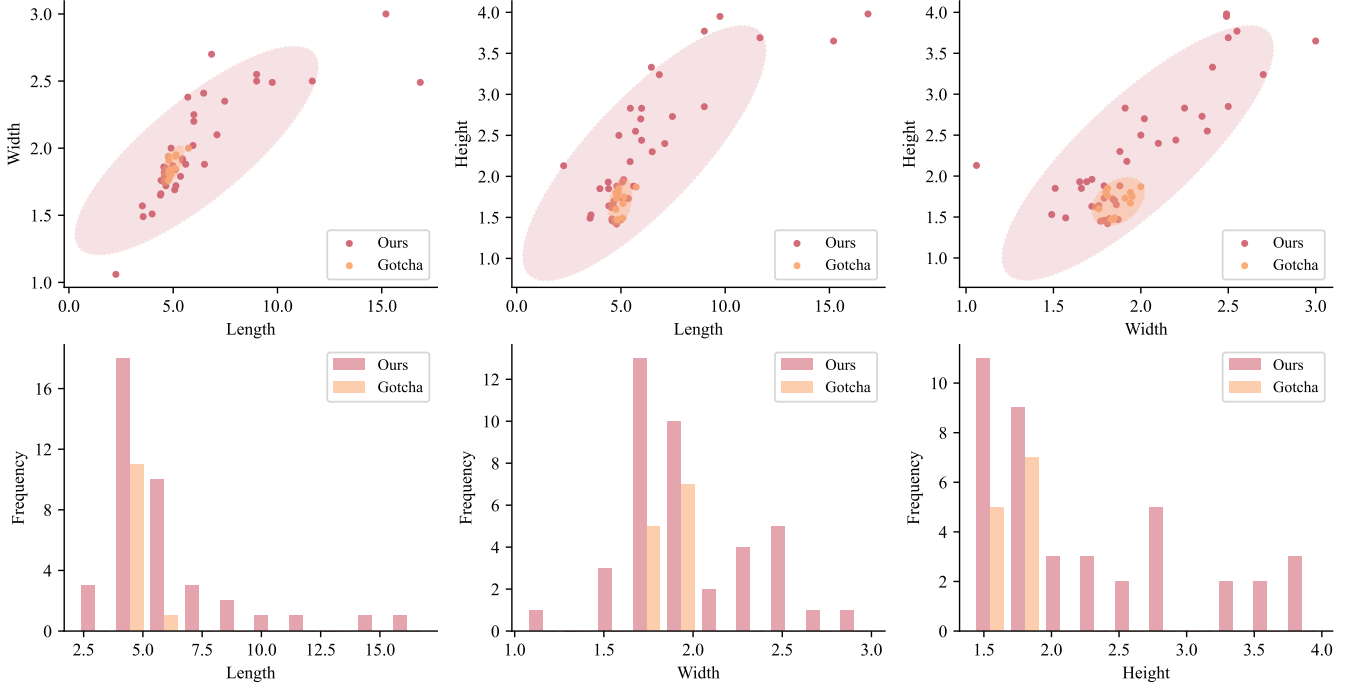 3.0
2.5
2.0
1.5
1.0
Width
0.0
5.0
10.0
15.0
Length
Ours
Gotcha
4.0
3.5
3.0
2.5
2.0
1.5
1.0
Height
0.0
5.0
10.0
15.0
Length
Ours
Gotcha
4.0
3.5
3.0
2.5
2.0
1.5
1.0
Height
1.0
1.5
2.0
2.5
3.0
Width
Ours
Gotcha
16
12
8
4
0
Frequency
2.5
5.0
7.5
10.0
12.5
15.0
Length
Ours
Gotcha
12
10
8
6
4
2
0
Frequency
1.0
1.5
2.0
2.5
3.0
Width
Ours
Gotcha
10
8
6
4
2
0
Frequency
1.5
2.0
2.5
3.0
3.5
4.0
Height
Ours
Gotcha